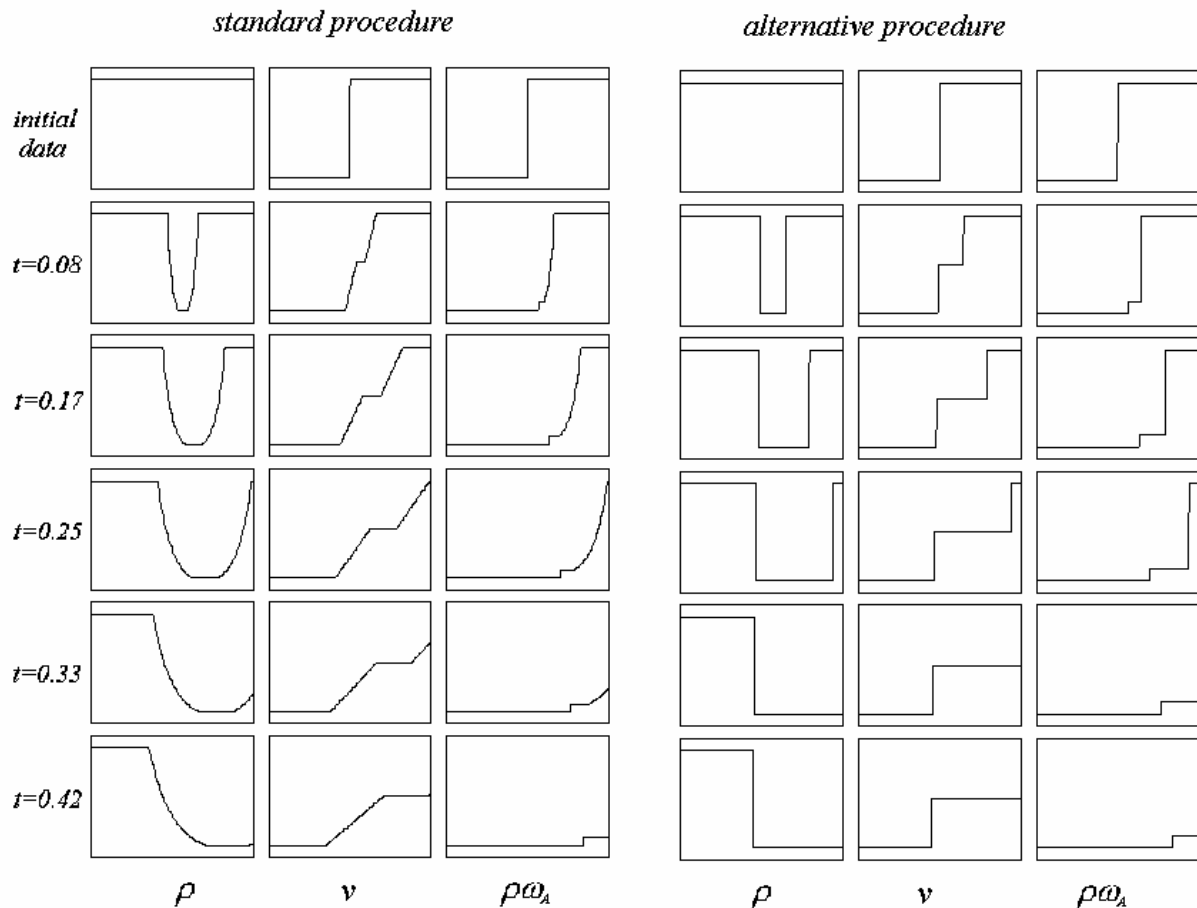 standard procedure
alternative procedure
initial
data
t=0.08
t=0.17
t=0.25
t=0.33
t=0.42
ρ
v
ρω_A
ρ
v
ρω_A